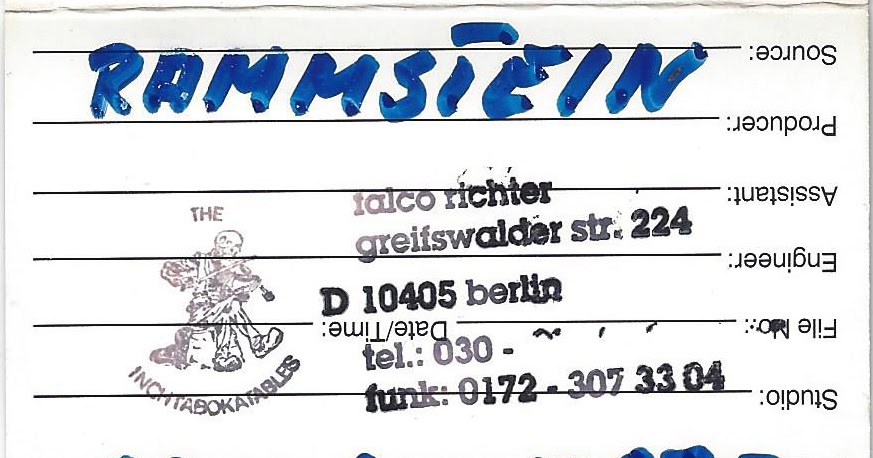 RAMMSTEIN
Source:
Producer:
Assistant:
Engineer:
File No.:
Date/Time:
Studio:
falco richter
greifswalder str. 224
D 10405 berlin
tel.: 030 -
funk: 0172 - 307 33 04
THE
INCHTABOKATABLES